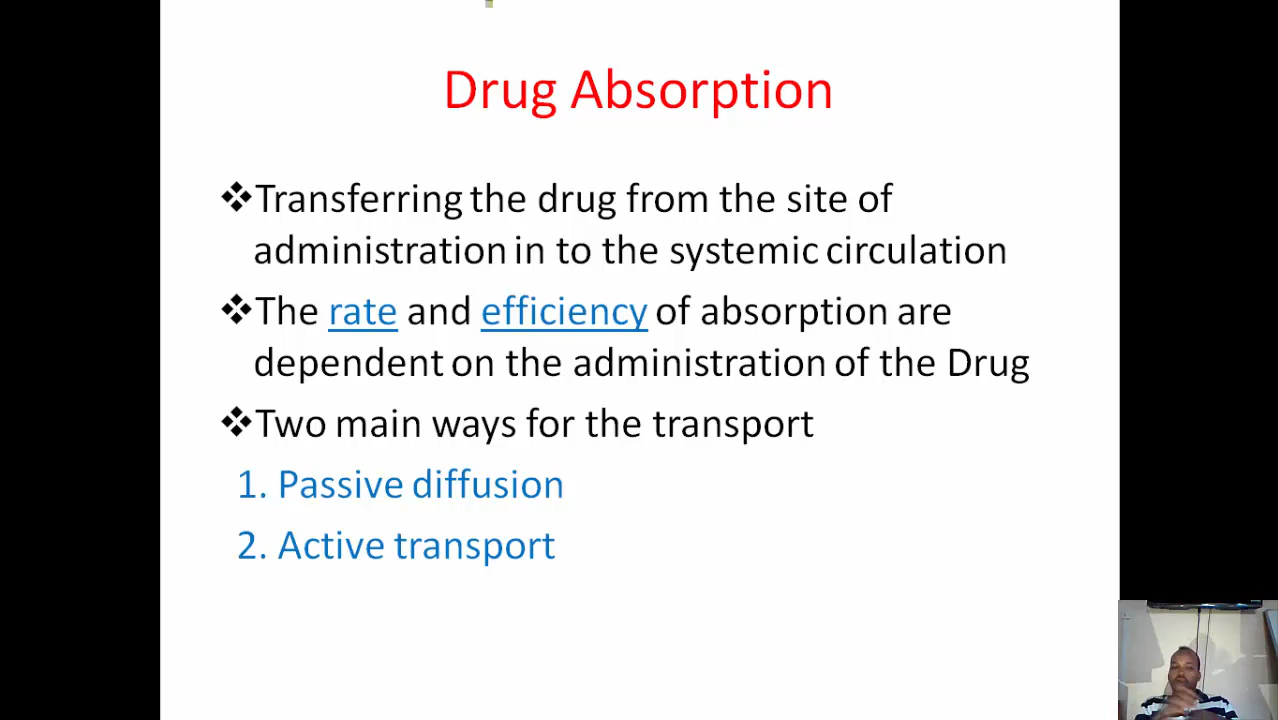 Drug Absorption
❖Transferring the drug from the site of
administration in to the systemic circulation
❖The rate and efficiency of absorption are
dependent on the administration of the Drug
❖Two main ways for the transport
1. Passive diffusion
2. Active transport